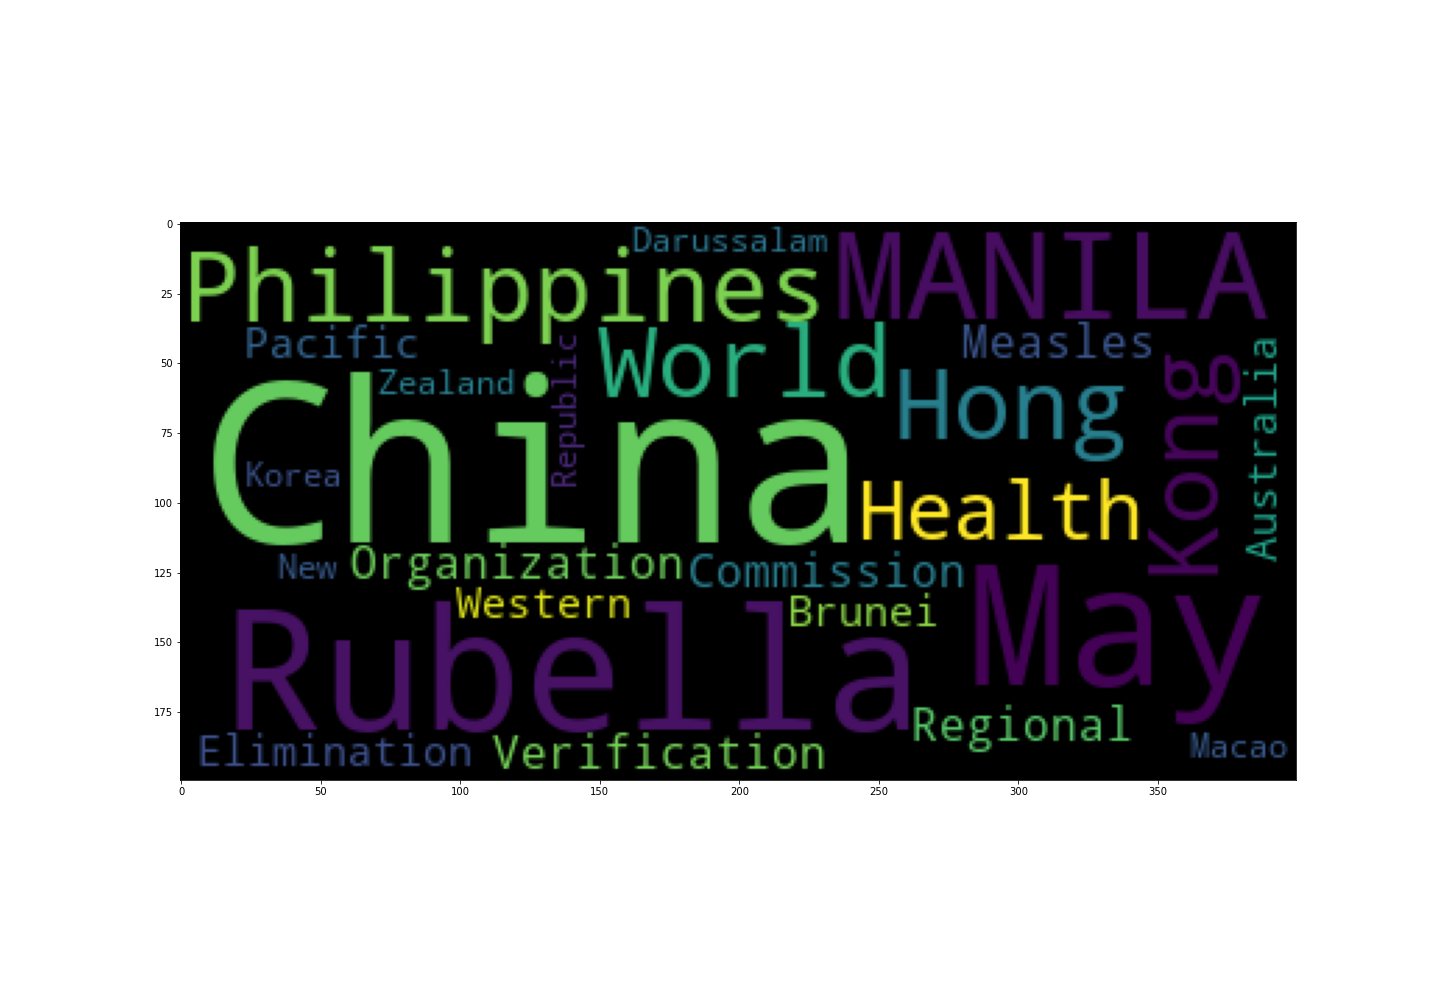 Darussalam
Philippines
MANILA
Pacific
Republic
World
Measles
Zealand
Hong
Kong
Australia
China
Korea
Health
New
Organization
Commission
Western
Brunei
May
Rubella
Regional
Elimination
Verification
Macao
0
25
50
75
100
125
150
175
0
50
100
150
200
250
300
350